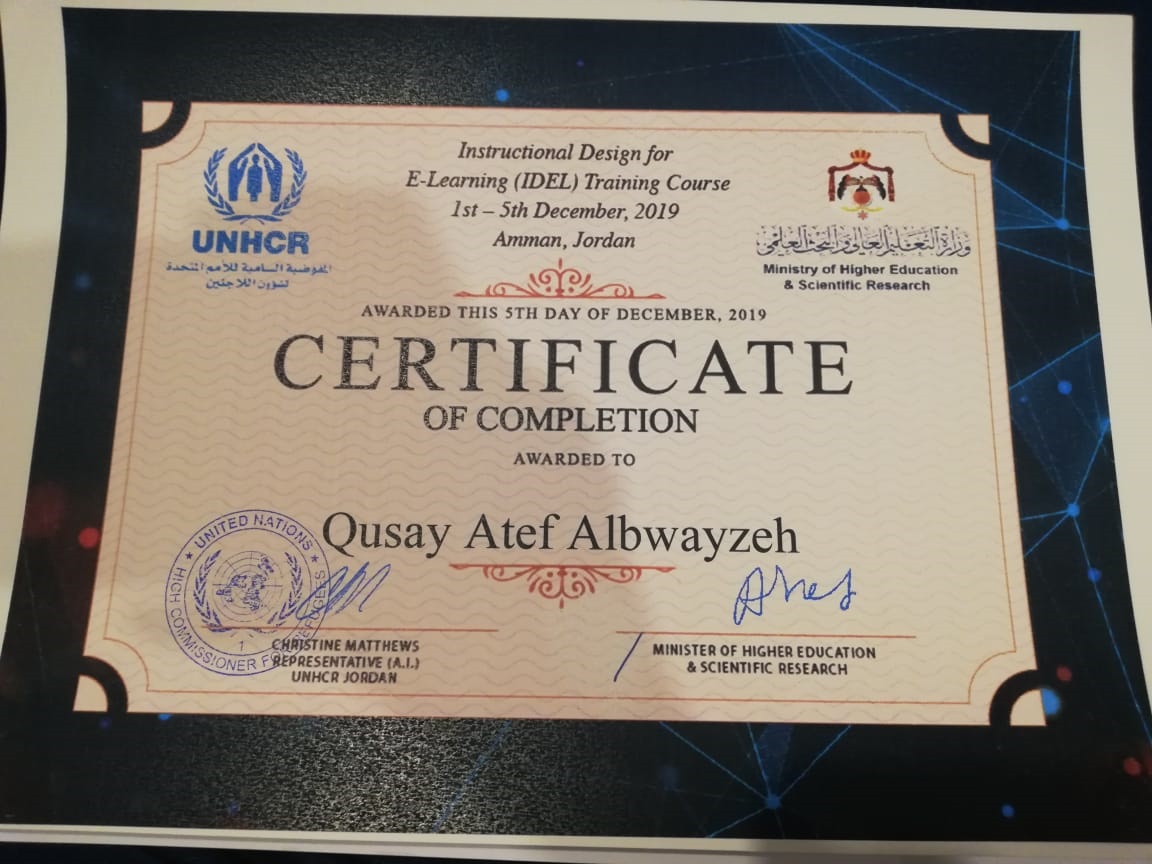 Instructional Design for
E-Learning (IDEL) Training Course
1st – 5th December, 2019
Amman, Jordan
UNHCR
المفوضية السامية للأمم المتحدة
لشؤون اللاجئين
وزارة التعليم العالي والبحث العلمي
Ministry of Higher Education
& Scientific Research
AWARDED THIS 5TH DAY OF DECEMBER, 2019
CERTIFICATE
OF COMPLETION
AWARDED TO
Qusay Atef Albwayzeh
UNITED NATIONS
HIGH COMMISSIONER FOR REFUGEES
1
CHRISTINE MATTHEWS
REPRESENTATIVE (A.I.)
UNHCR JORDAN
MINISTER OF HIGHER EDUCATION
& SCIENTIFIC RESEARCH